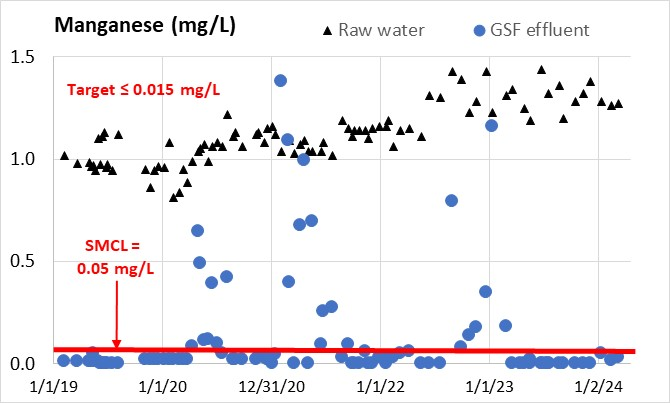 Manganese (mg/L)
Raw water
GSF effluent
1.5
Target ≤ 0.015 mg/L
1.0
SMCL =
0.05 mg/L
0.5
0.0
1/1/19
1/1/20
12/31/20
1/1/22
1/1/23
1/2/24